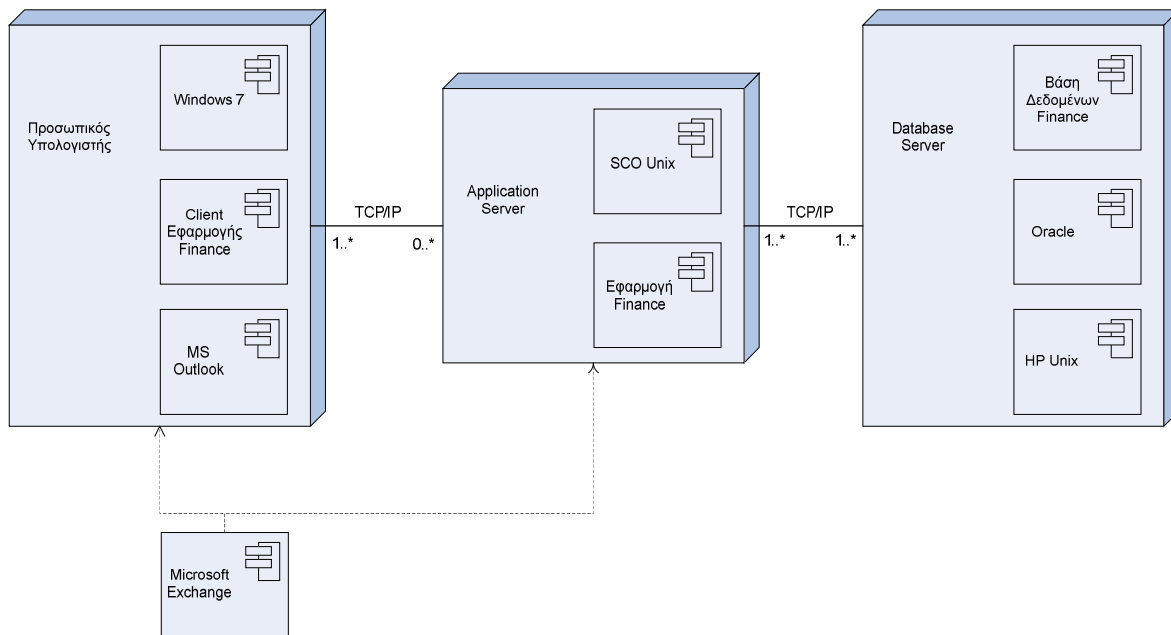 Προσωπικός
Υπολογιστής
Windows 7
Client
Εφαρμογής
Finance
MS
Outlook
TCP/IP
1..*
0..*
Application
Server
SCO Unix
Εφαρμογή
Finance
TCP/IP
1..*
1..*
Database
Server
Βάση
Δεδομένων
Finance
Oracle
HP Unix
Microsoft
Exchange